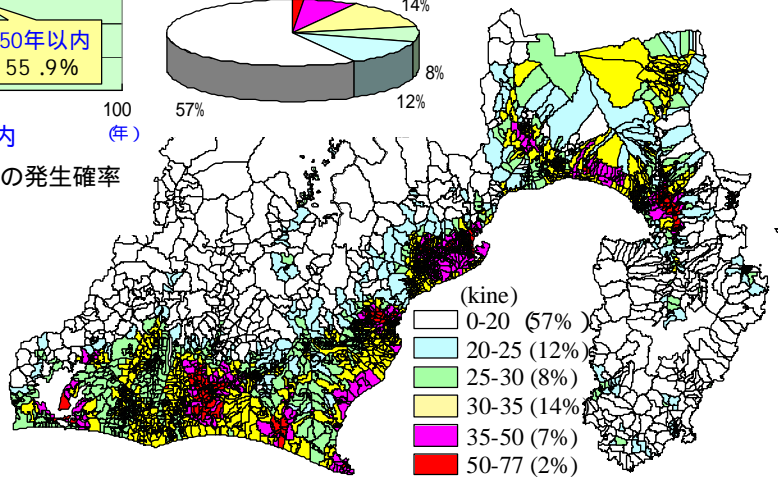 50年以内
55.9%
100
(年)
内
の発生確率
14%
8%
12%
57%
(kine)
0-20 (57% )
20-25 (12%)
25-30 (8%)
30-35 (14%)
35-50 (7%)
50-77 (2%)